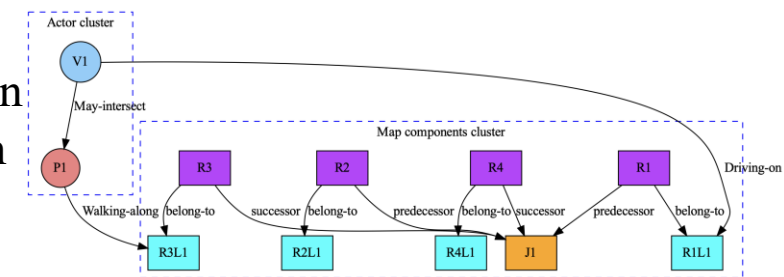 Actor cluster
V1
n
May-intersect
n
Map components cluster
P1
R3
R2
R4
R1
Driving-on
Walking-along
belong-to
successor
belong-to
predecessor
belong-to
successor
predecessor
belong-to
R3L1
R2L1
R4L1
J1
R1L1